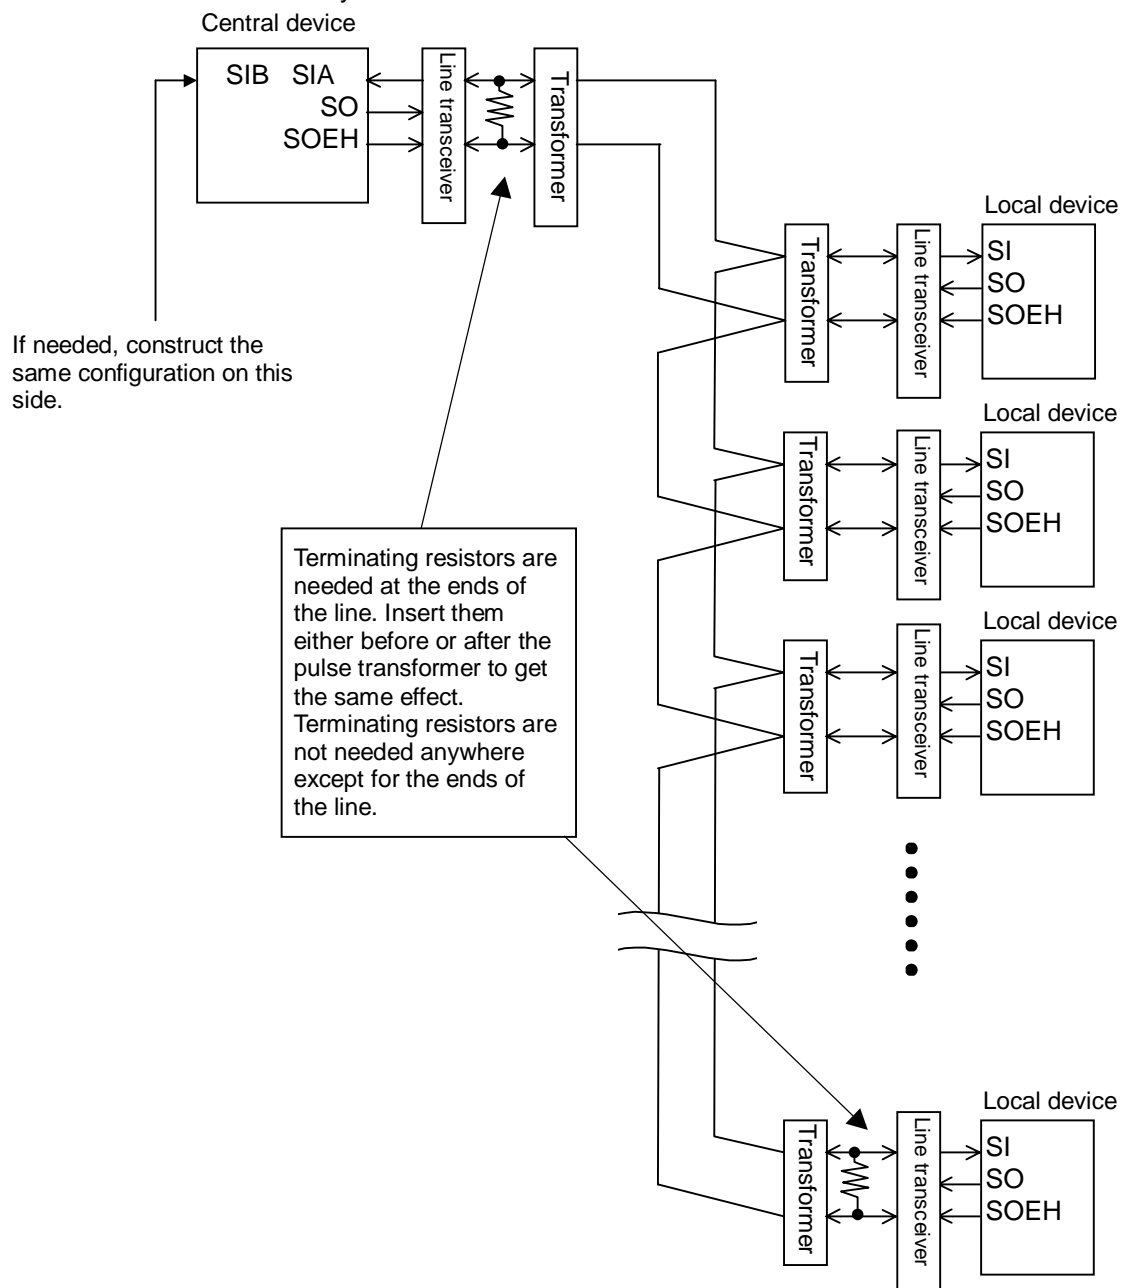 Central device
SIB SIA
SO
SOEH
Line transceiver
Transformer
If needed, construct the
same configuration on this
side.
Terminating resistors are
needed at the ends of
the line. Insert them
either before or after the
pulse transformer to get
the same effect.
Terminating resistors are
not needed anywhere
except for the ends of
the line.
Local device
Transformer
Line transceiver
SI
SO
SOEH
Local device
Transformer
Line transceiver
SI
SO
SOEH
Local device
Transformer
Line transceiver
SI
SO
SOEH
Local device
Transformer
Line transceiver
SI
SO
SOEH